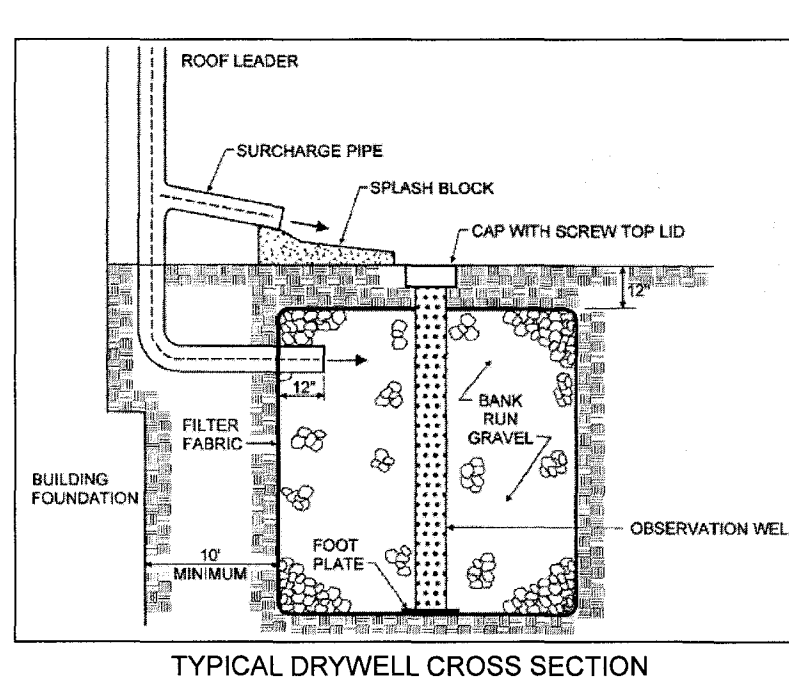 ROOF LEADER
SURCHARGE PIPE
SPLASH BLOCK
CAP WITH SCREW TOP LID
12"
12"
BANK
RUN
GRAVEL
FILTER
FABRIC
BUILDING
FOUNDATION
10'
MINIMUM
FOOT
PLATE
OBSERVATION WEL
TYPICAL DRYWELL CROSS SECTION